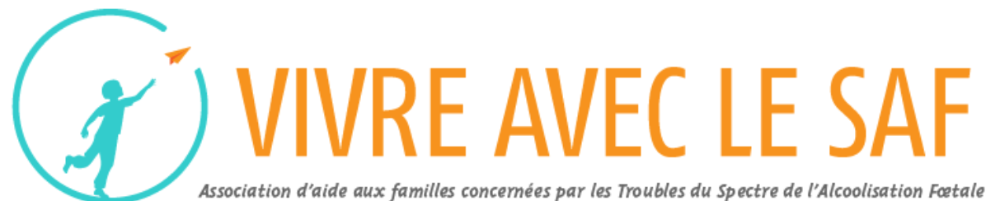 VIVRE AVEC LE SAF
Association d'aide aux familles concernées par les Troubles du Spectre de l'Alcoolisation Fœtale